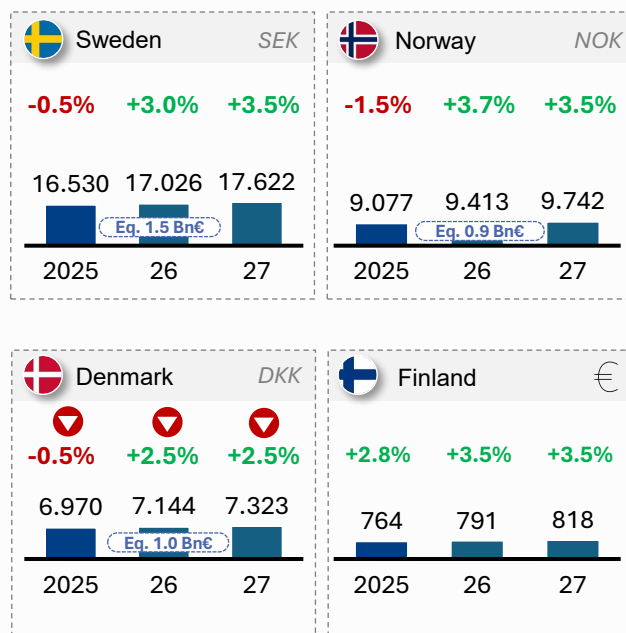 Sweden SEK
-0.5% +3.0% +3.5%
16.530 17.026 17.622
Eq. 1.5 Bn€
2025 26 27
Norway NOK
-1.5% +3.7% +3.5%
9.077 9.413 9.742
Eq. 0.9 Bn€
2025 26 27
Denmark DKK
-0.5% +2.5% +2.5%
6.970 7.144 7.323
Eq. 1.0 Bn€
2025 26 27
Finland €
+2.8% +3.5% +3.5%
764 791 818
2025 26 27